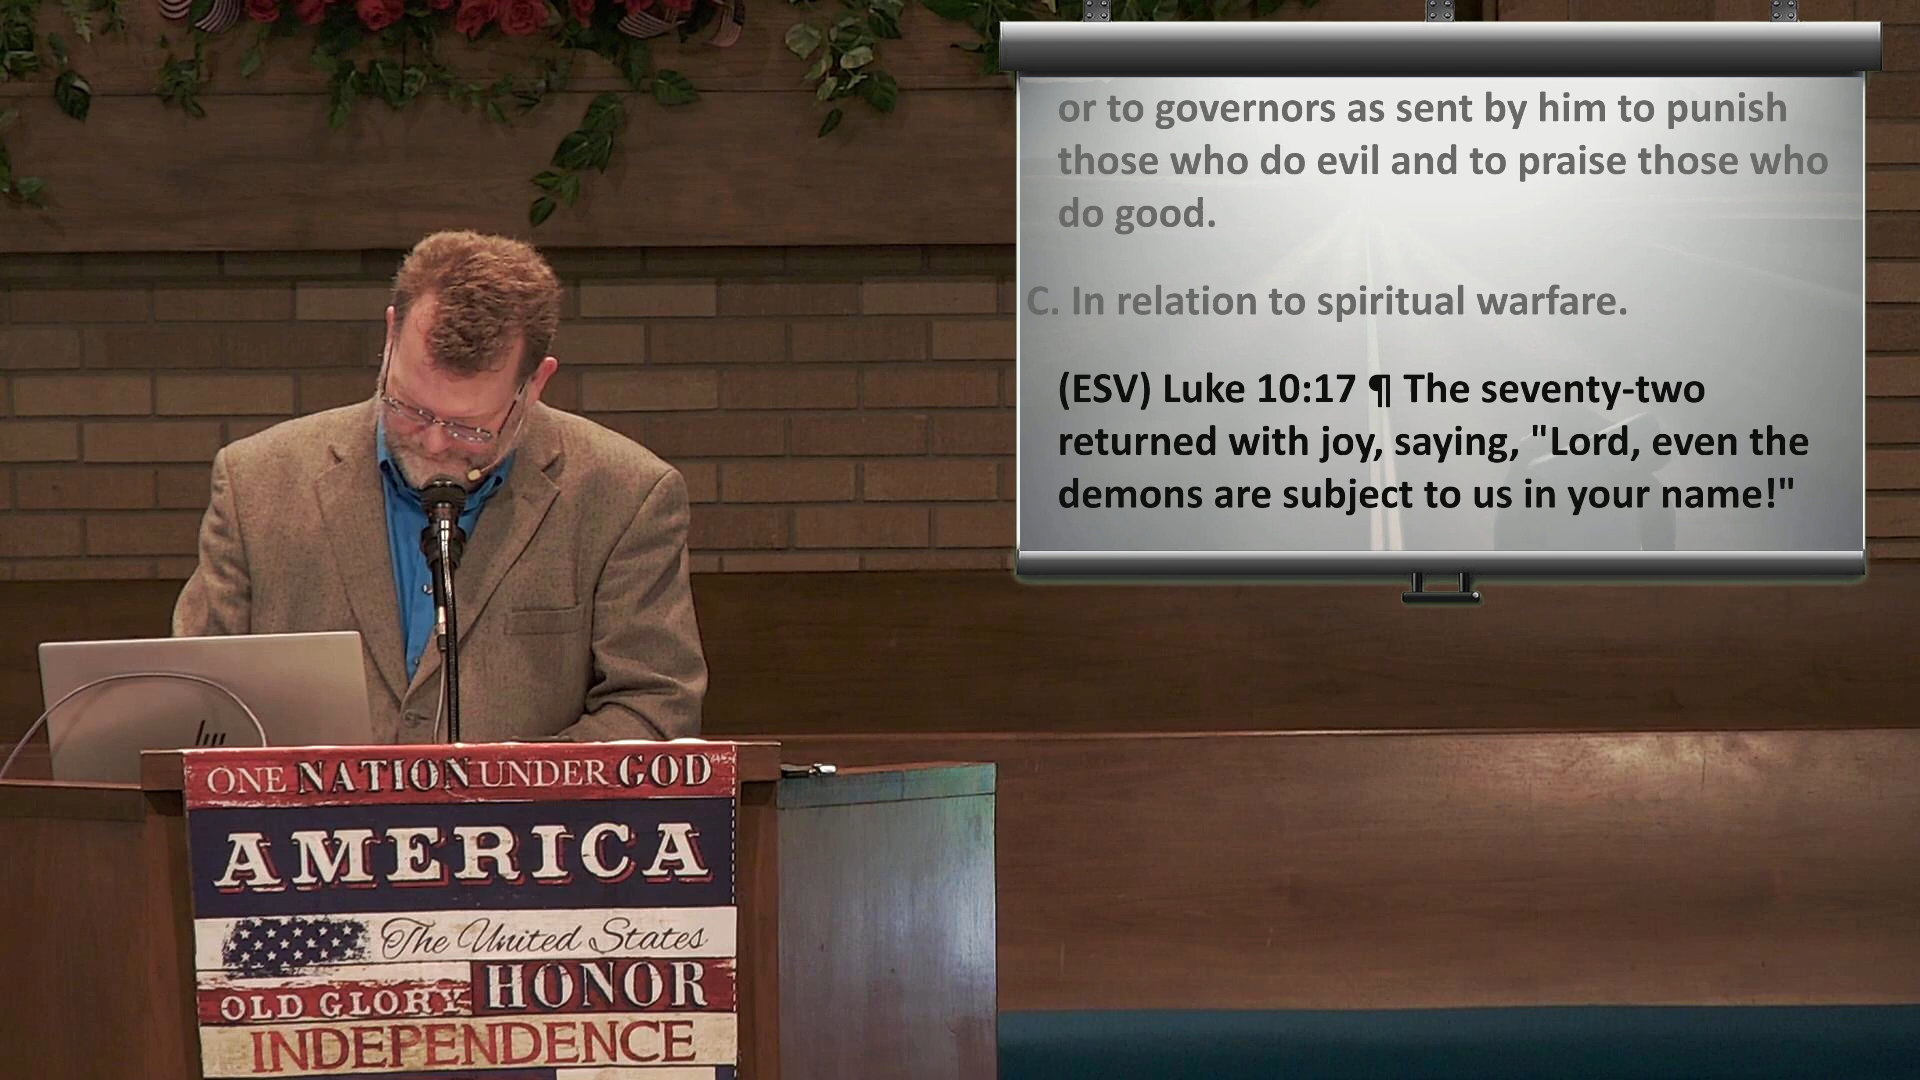 or to governors as sent by him to punish
those who do evil and to praise those who
do good.
C. In relation to spiritual warfare.
(ESV) Luke 10:17 ¶ The seventy-two
returned with joy, saying, "Lord, even the
demons are subject to us in your name!"
hp
ONE NATION UNDER GOD
AMERICA
The United States
OLD GLORY HONOR
INDEPENDENCE